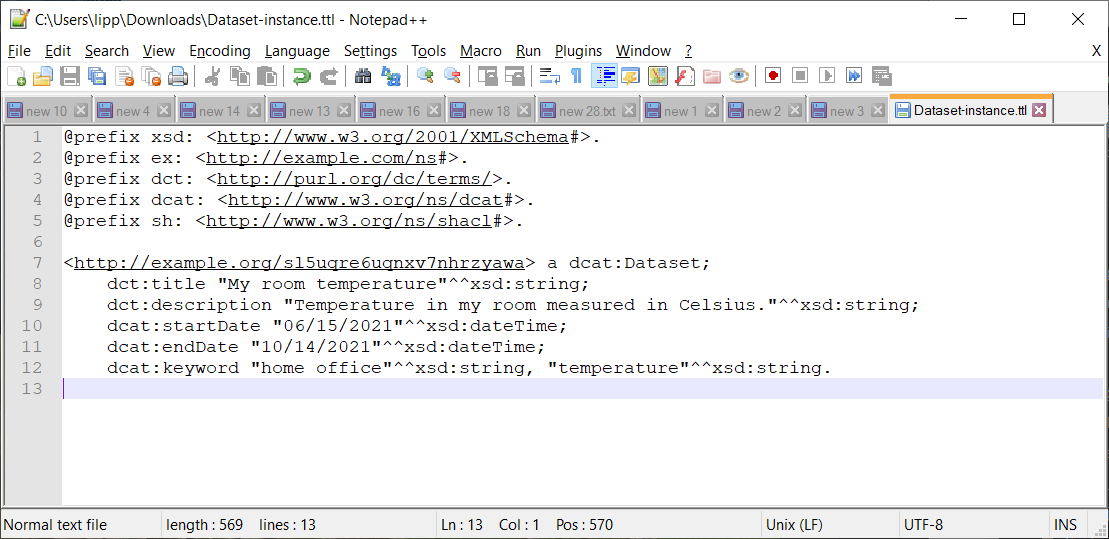 C:\Users\lipp\Downloads\Dataset-instance.ttl - Notepad++
File Edit Search View Encoding Language Settings Tools Macro Run Plugins Window ? X
new 10 new 4 new 14 new 13 new 16 new 18 new 28.txt new 1 new 2 new 3 Dataset-instance.ttl
1 @prefix xsd: <http://www.w3.org/2001/XMLSchema#>.
2 @prefix ex: <http://example.com/ns#>.
3 @prefix dct: <http://purl.org/dc/terms/>.
4 @prefix dcat: <http://www.w3.org/ns/dcat#>.
5 @prefix sh: <http://www.w3.org/ns/shacl#>.
6
7 <http://example.org/sl5uqre6uqnxv7nhrzyawa> a dcat:Dataset;
8 dct:title "My room temperature"^^xsd:string;
9 dct:description "Temperature in my room measured in Celsius."^^xsd:string;
10 dcat:startDate "06/15/2021"^^xsd:dateTime;
11 dcat:endDate "10/14/2021"^^xsd:dateTime;
12 dcat:keyword "home office"^^xsd:string, "temperature"^^xsd:string.
13
Normal text file length : 569 lines : 13 Ln : 13 Col : 1 Pos : 570 Unix (LF) UTF-8 INS